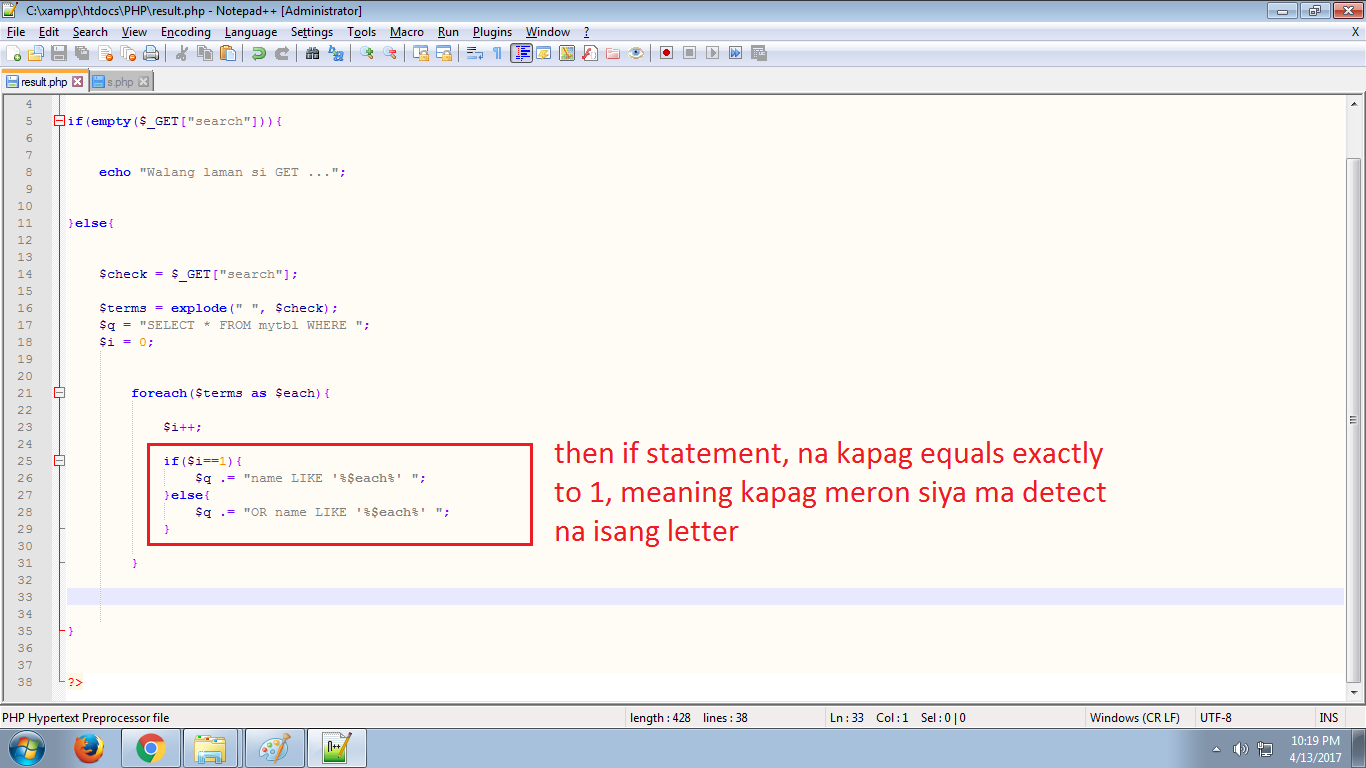 C:\xampp\htdocs\PHP\result.php - Notepad++ [Administrator]
File Edit Search View Encoding Language Settings Tools Macro Run Plugins Window ? X
result.php s.php
4
5 if(empty($_GET["search"])){
6
7
8 echo "Walang laman si GET ...";
9
10
11 }else{
12
13
14 $check = $_GET["search"];
15
16 $terms = explode(" ", $check);
17 $q = "SELECT * FROM mytbl WHERE ";
18 $i = 0;
19
20
21 foreach($terms as $each){
22
23 $i++;
24
25 if($i==1){
26 $q .= "name LIKE '%$each%' ";
27 }else{
28 $q .= "OR name LIKE '%$each%' ";
29 }
30
31 }
32
33
34
35 }
36
37
38 ?>
then if statement, na kapag equals exactly
to 1, meaning kapag meron siya ma detect
na isang letter
PHP Hypertext Preprocessor file length : 428 lines : 38 Ln : 33 Col : 1 Sel : 0 | 0 Windows (CR LF) UTF-8 INS
10:19 PM
4/13/2017